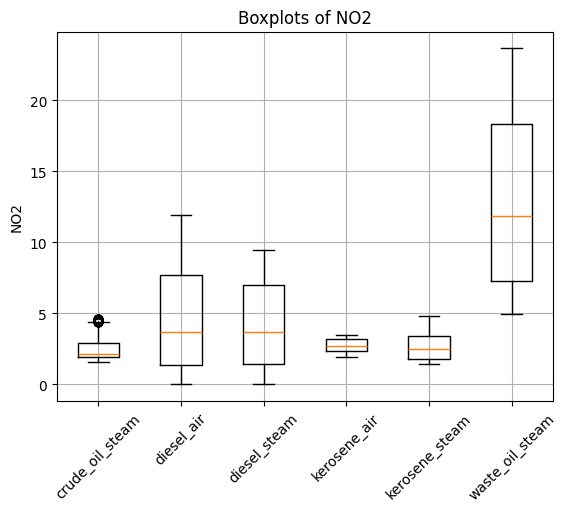 Boxplots of NO2
NO2
20
15
10
5
0
crude_oil_steam
diesel_air
diesel_steam
kerosene_air
kerosene_steam
waste_oil_steam